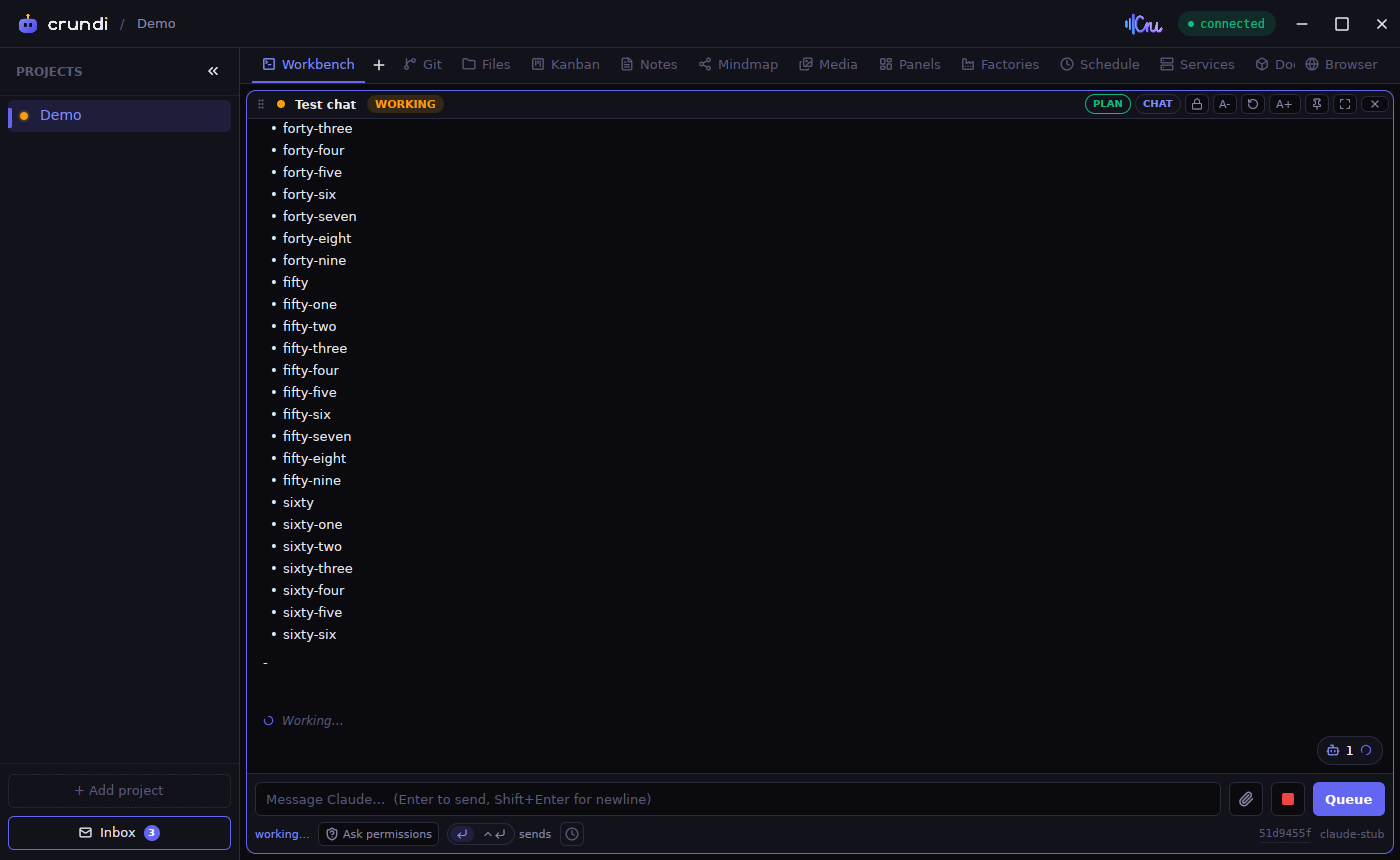 crundi / Demo
Cru
connected
PROJECTS
Workbench + Git Files Kanban Notes Mindmap Media Panels Factories Schedule Services Doc Browser
Demo
Test chat WORKING PLAN CHAT A- A+
• forty-three
• forty-four
• forty-five
• forty-six
• forty-seven
• forty-eight
• forty-nine
• fifty
• fifty-one
• fifty-two
• fifty-three
• fifty-four
• fifty-five
• fifty-six
• fifty-seven
• fifty-eight
• fifty-nine
• sixty
• sixty-one
• sixty-two
• sixty-three
• sixty-four
• sixty-five
• sixty-six
-
Working...
1
+ Add project
Inbox 3
Message Claude... (Enter to send, Shift+Enter for newline)
Queue
working... Ask permissions sends
51d9455f claude-stub